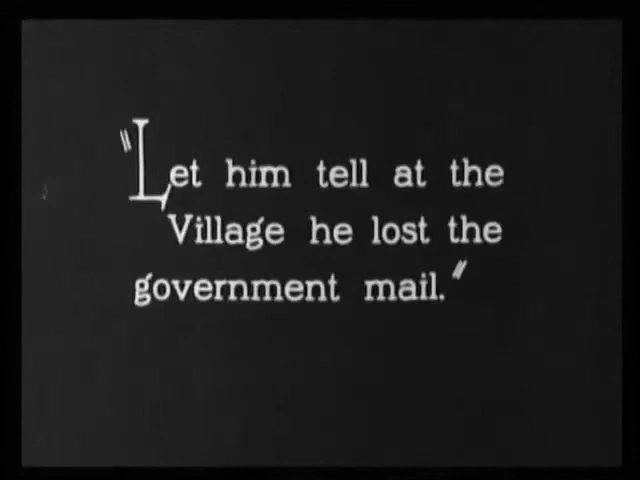 "Let him tell at the
Village he lost the
government mail."